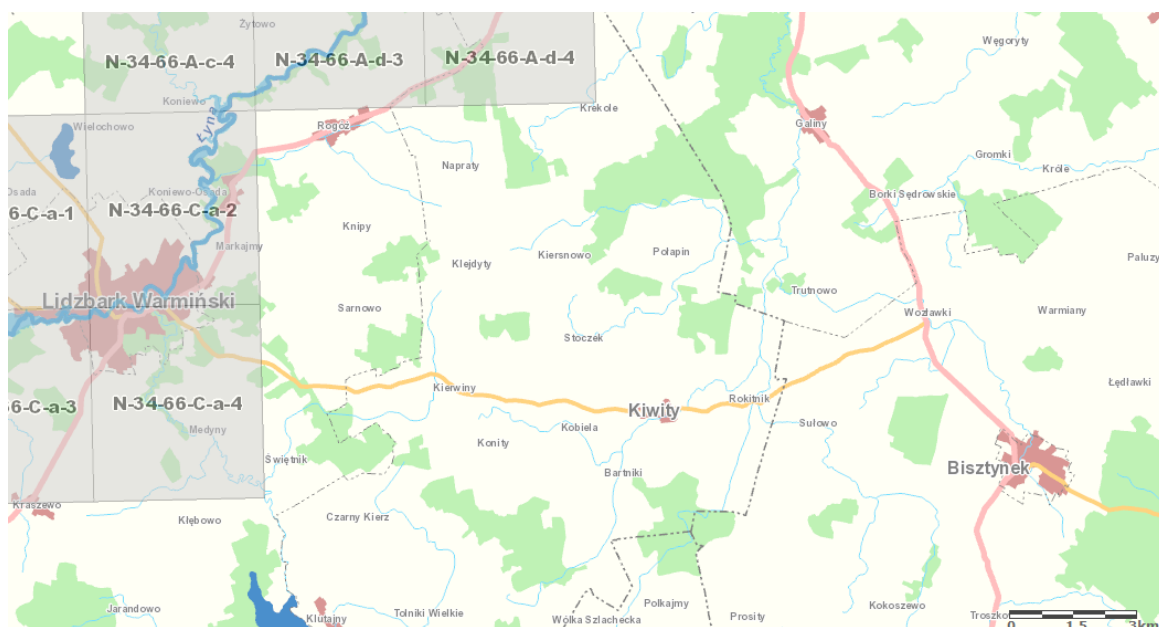 Żytowo
Węgoryty
N-34-66-A-c-4
N-34-66-A-d-3
N-34-66-A-d-4
Koniewo
Krekole
Łyna
Wielochowo
Rogóż
Galiny
Gromki
Napraty
Króle
Osada
Koniewo-Osada
Borki Sędrowskie
6-C-a-1
N-34-66-C-a-2
Knipy
Markajmy
Kiersnowo
Połapin
Paluzy
Klejdyty
Trutnowo
Lidzbark Warmiński
Sarnowo
Wozławki
Warmiany
Stoczek
Kierwiny
Łędławki
6-C-a-3
N-34-66-C-a-4
Rokitnik
Kiwity
Medyny
Kobiela
Sułowo
Konity
Świętnik
Bartniki
Bisztynek
Kraszewo
Kłębowo
Czarny Kierz
Jarandowo
Tolniki Wielkie
Polkajmy
Kokoszewo
Klutajny
Wólka Szlachecka
Prosity
Troszko
0 1,5 3km